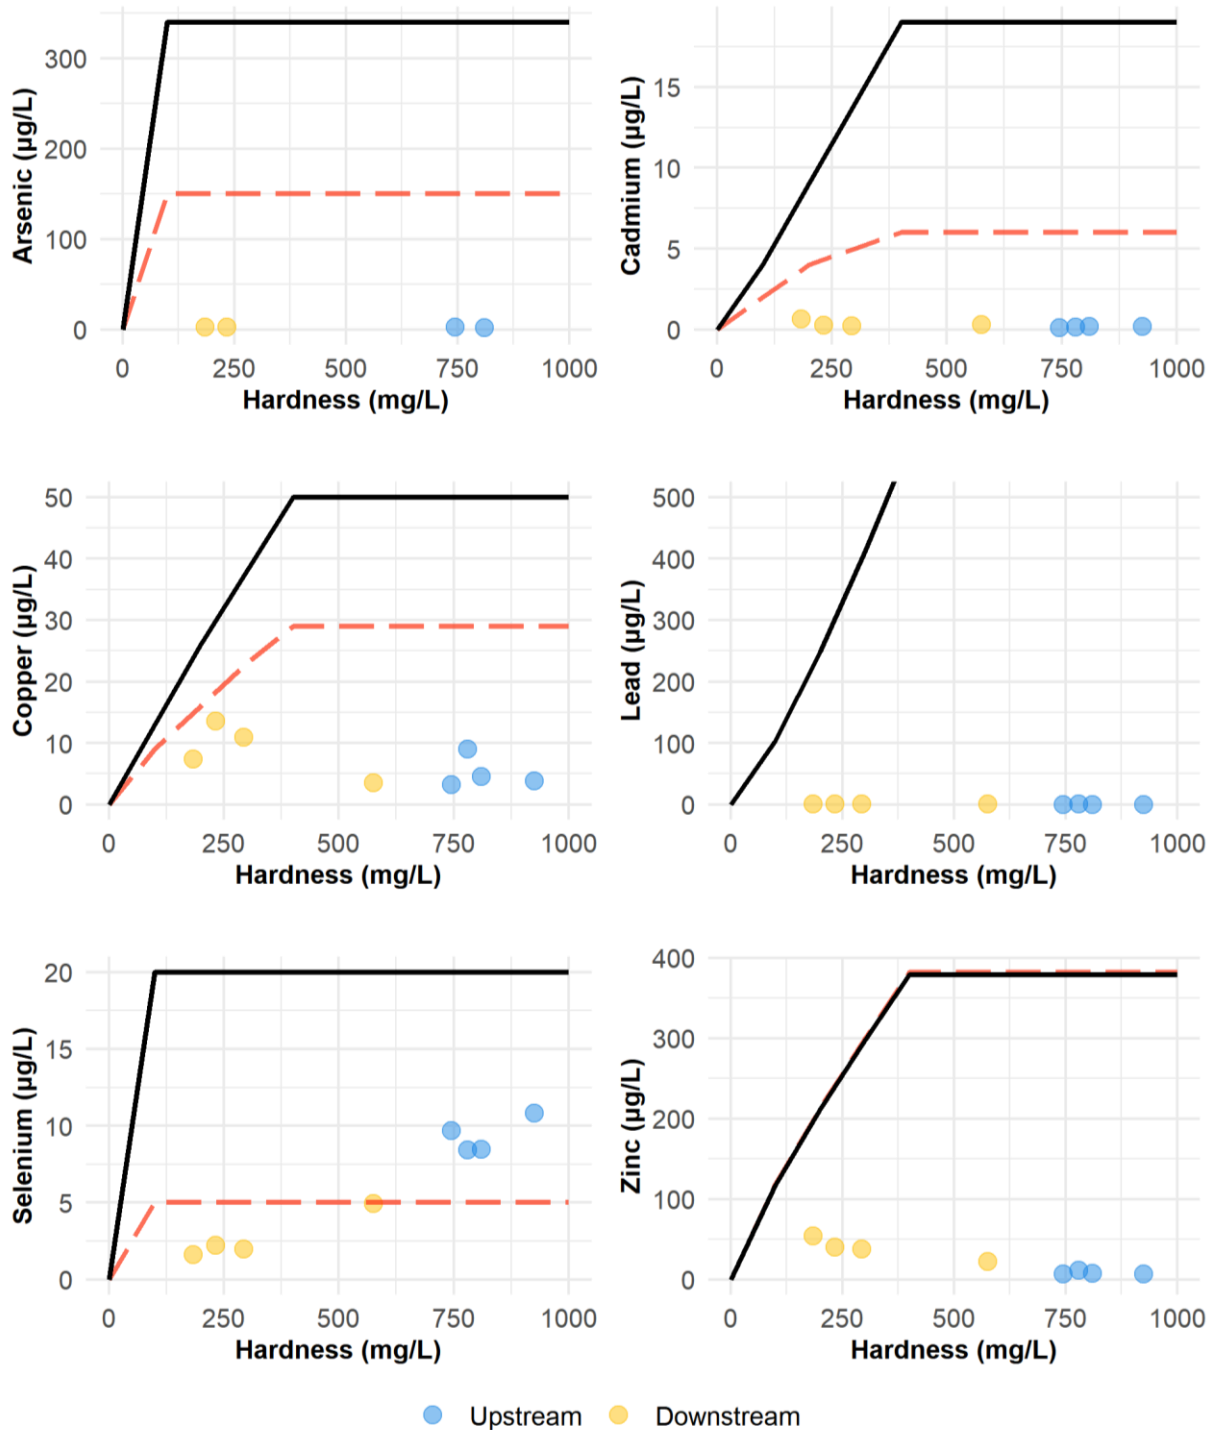 Arsenic (µg/L)
300
200
100
0
0 250 500 750 1000
Hardness (mg/L)
Cadmium (µg/L)
15
10
5
0
0 250 500 750 1000
Hardness (mg/L)
Copper (µg/L)
50
40
30
20
10
0
0 250 500 750 1000
Hardness (mg/L)
Lead (µg/L)
500
400
300
200
100
0
0 250 500 750 1000
Hardness (mg/L)
Selenium (µg/L)
20
15
10
5
0
0 250 500 750 1000
Hardness (mg/L)
Zinc (µg/L)
400
300
200
100
0
0 250 500 750 1000
Hardness (mg/L)
Upstream Downstream